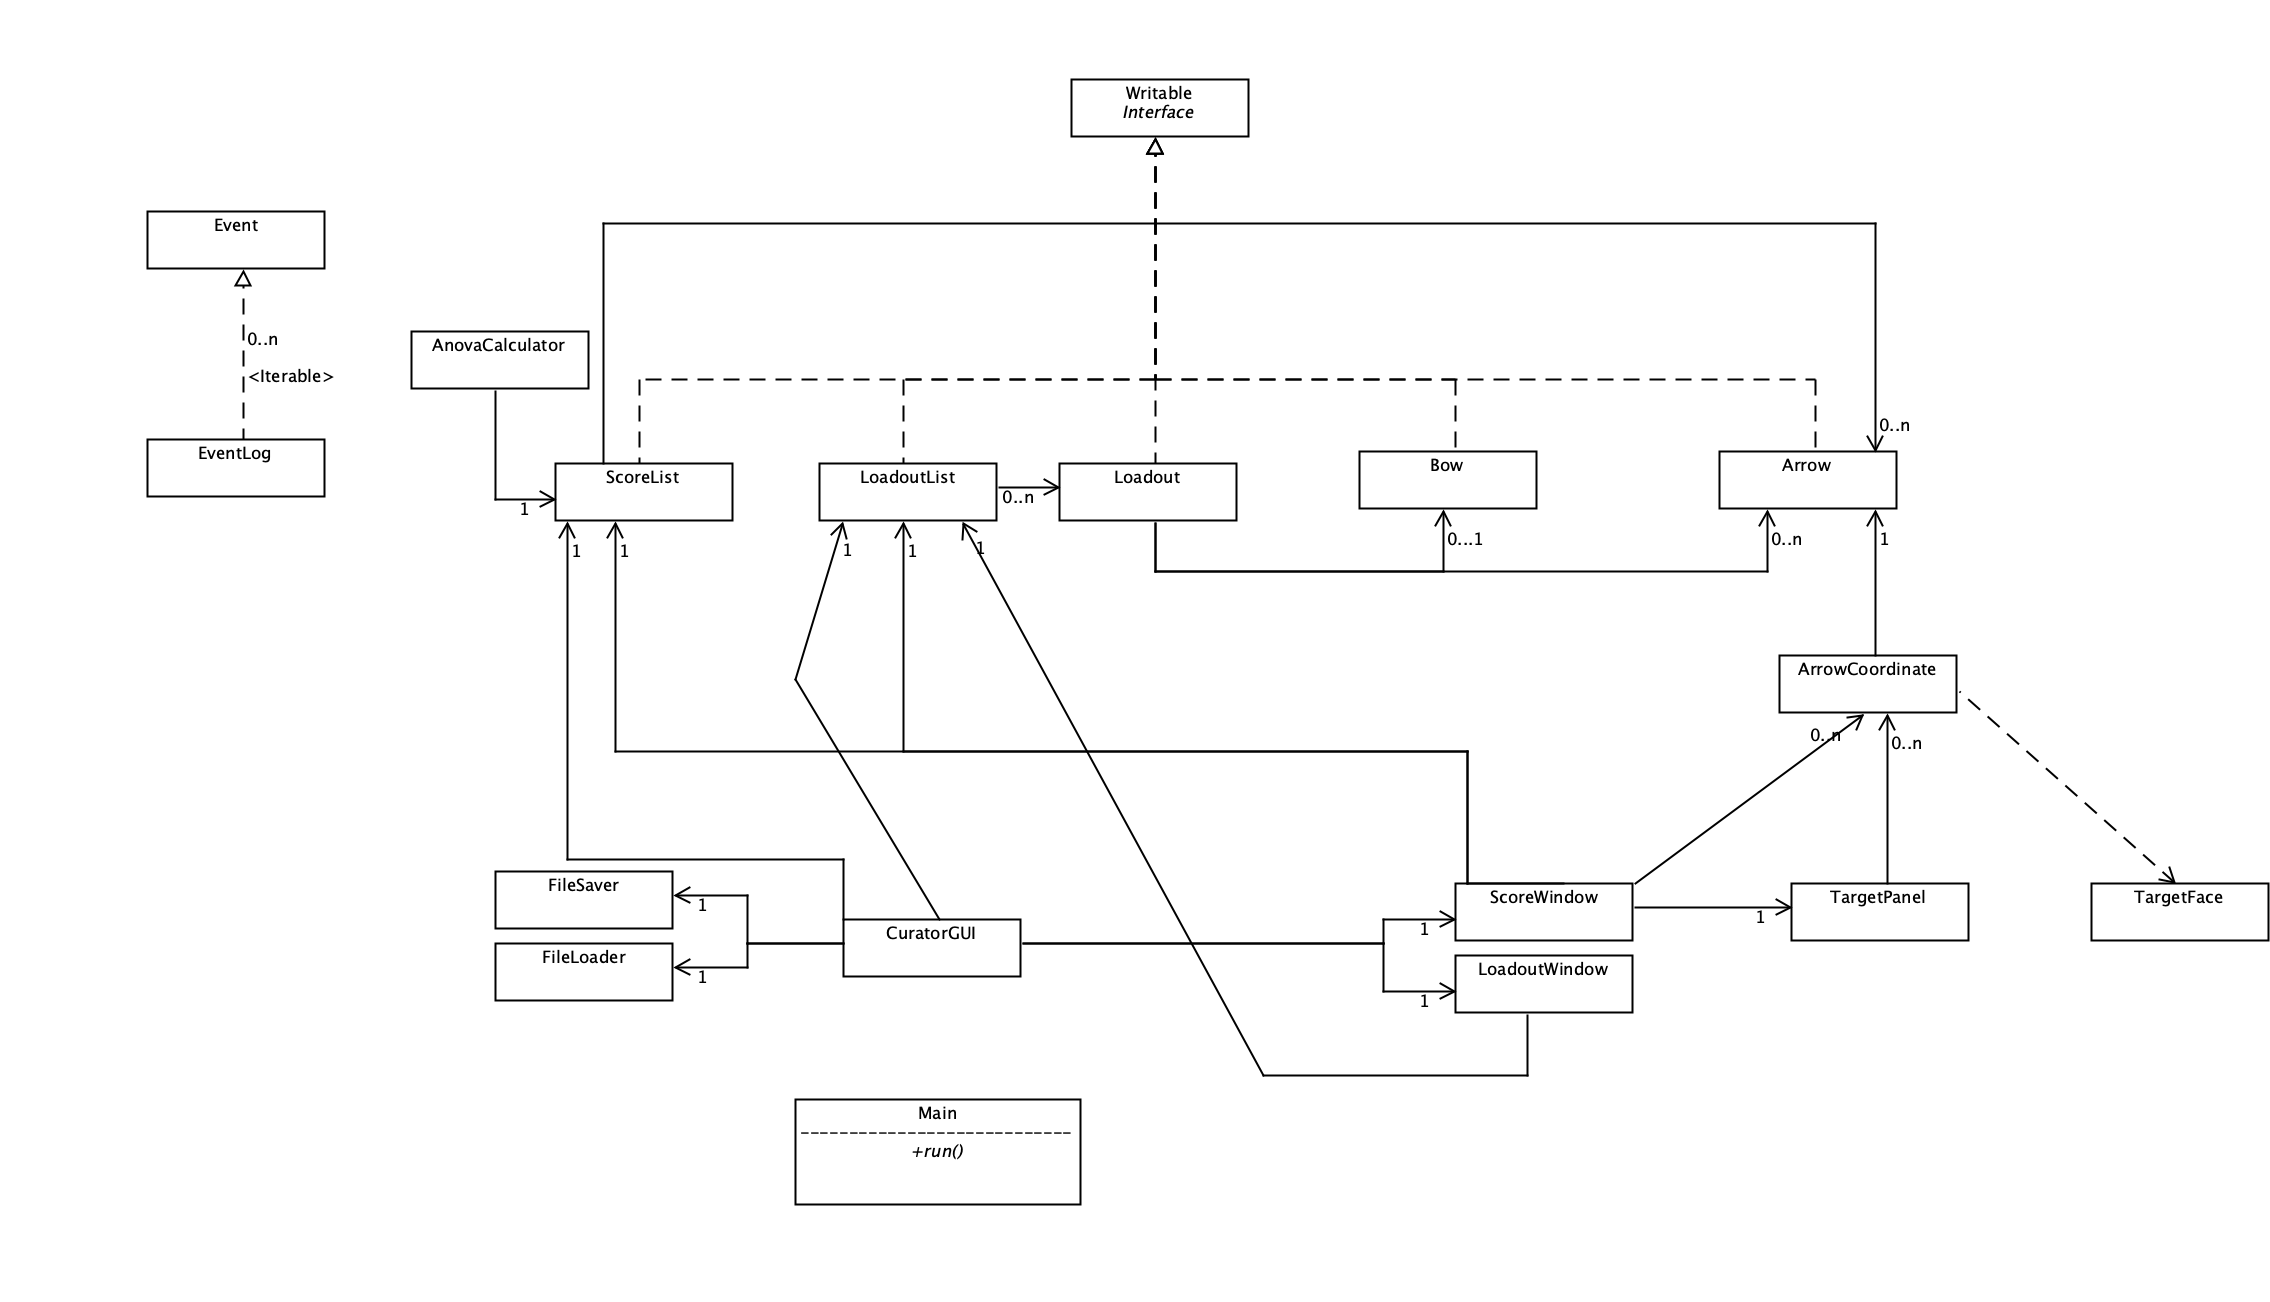 Writable
Interface
Event
0..n
<Iterable>
EventLog
AnovaCalculator
1
0..n
ScoreList
LoadoutList
0..n
Loadout
Bow
Arrow
1
1
1
1
1
0...1
0..n
1
ArrowCoordinate
0..n
0..n
FileSaver
1
FileLoader
1
CuratorGUI
1
ScoreWindow
1
LoadoutWindow
1
TargetPanel
TargetFace
Main
----------------------------
+run()